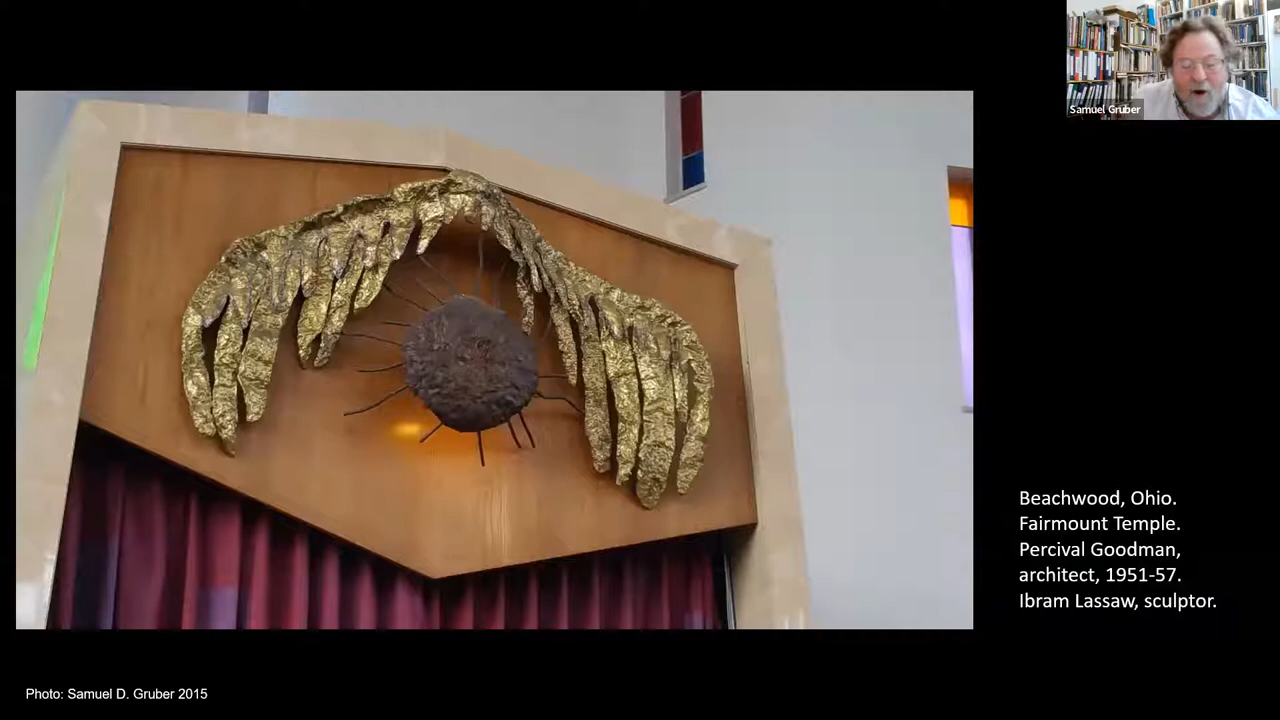 Samuel Gruber
Beachwood, Ohio.
Fairmount Temple.
Percival Goodman,
architect, 1951-57.
Ibram Lassaw, sculptor.
Photo: Samuel D. Gruber 2015